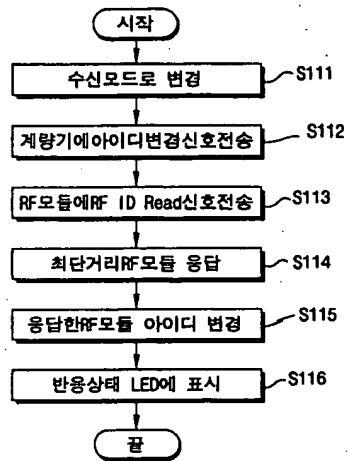 시작
수신모드로 변경
S111
계량기에아이디변경신호전송
S112
RF모듈에RF ID Read신호전송
S113
최단거리RF모듈 응답
S114
응답한RF모듈 아이디 변경
S115
반응상태 LED에 표시
S116
끝